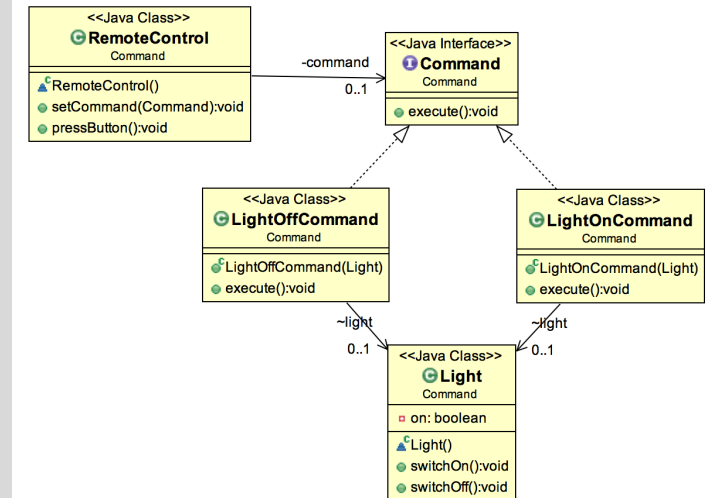 <<Java Class>>
RemoteControl
Command
RemoteControl()
setCommand(Command):void
pressButton():void
-command
0..1
<<Java Interface>>
Command
Command
execute():void
<<Java Class>>
LightOffCommand
Command
LightOffCommand(Light)
execute():void
<<Java Class>>
LightOnCommand
Command
LightOnCommand(Light)
execute():void
~light
0..1
~light
0..1
<<Java Class>>
Light
Command
on: boolean
Light()
switchOn():void
switchOff():void